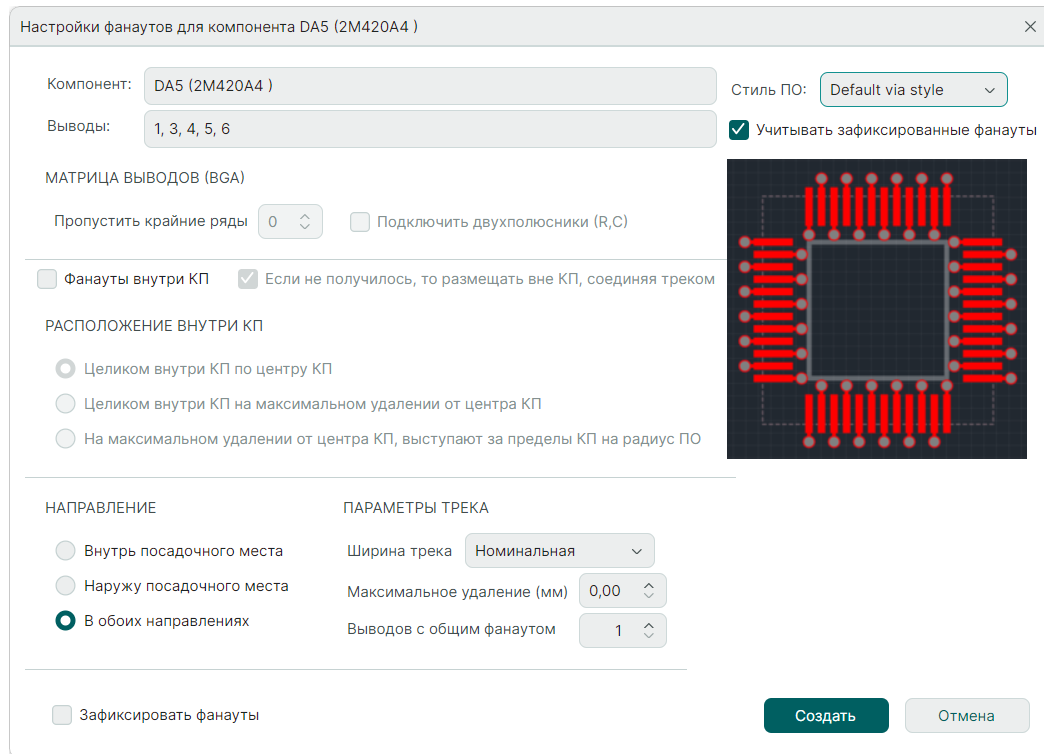 Настройки фанаутов для компонента DA5 (2М420А4 )
Компонент: DA5 (2М420А4 )
Стиль ПО: Default via style
Выводы: 1, 3, 4, 5, 6
Учитывать зафиксированные фанауты
МАТРИЦА ВЫВОДОВ (BGA)
Пропустить крайние ряды 0 Подключить двухполюсники (R,C)
Фанауты внутри КП Если не получилось, то размещать вне КП, соединяя треком
РАСПОЛОЖЕНИЕ ВНУТРИ КП
Целиком внутри КП по центру КП
Целиком внутри КП на максимальном удалении от центра КП
На максимальном удалении от центра КП, выступают за пределы КП на радиус ПО
НАПРАВЛЕНИЕ
Внутрь посадочного места
Наружу посадочного места
В обоих направлениях
ПАРАМЕТРЫ ТРЕКА
Ширина трека Номинальная
Максимальное удаление (мм) 0,00
Выводов с общим фанаутом 1
Зафиксировать фанауты
Создать
Отмена